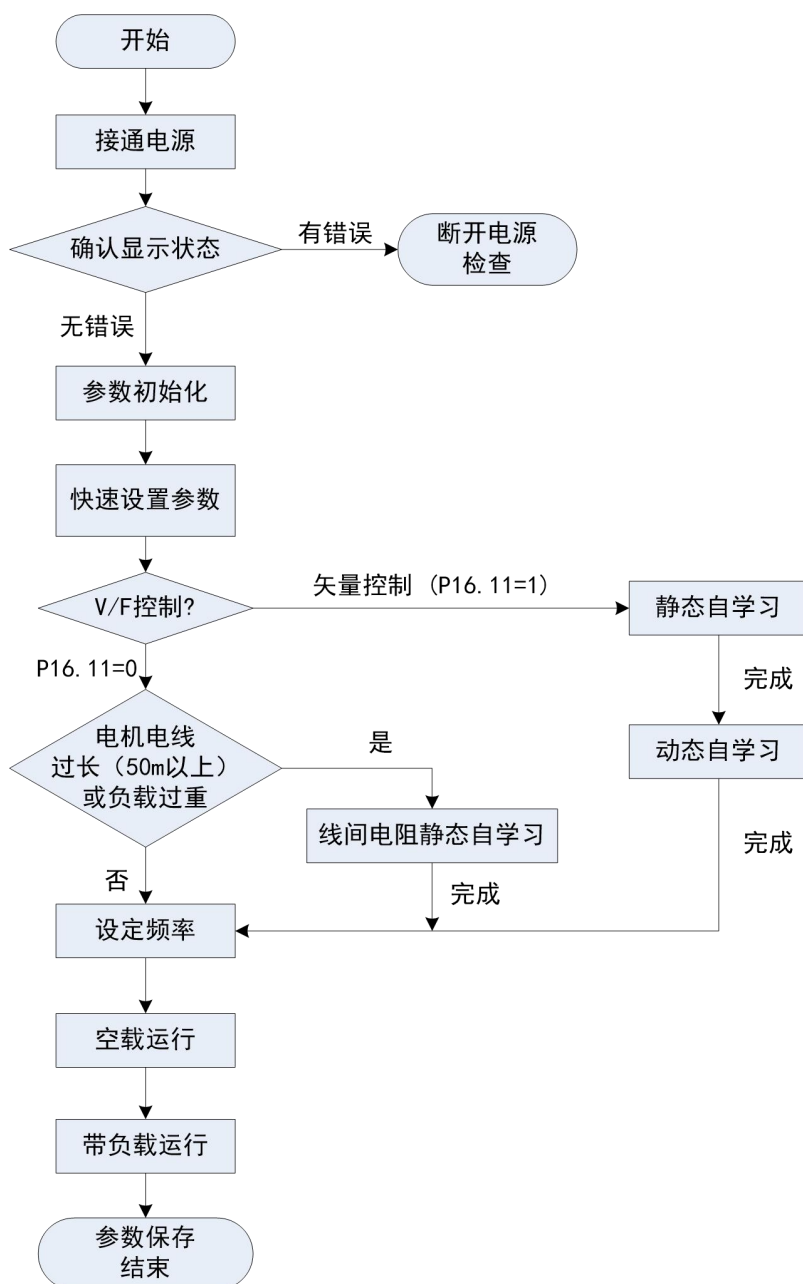 开始
接通电源
确认显示状态
有错误
断开电源
检查
无错误
参数初始化
快速设置参数
V/F控制?
矢量控制 (P16.11=1)
静态自学习
P16.11=0
完成
电机电线
过长（50m以上）
或负载过重
是
动态自学习
线间电阻静态自学习
完成
否
完成
设定频率
空载运行
带负载运行
参数保存
结束